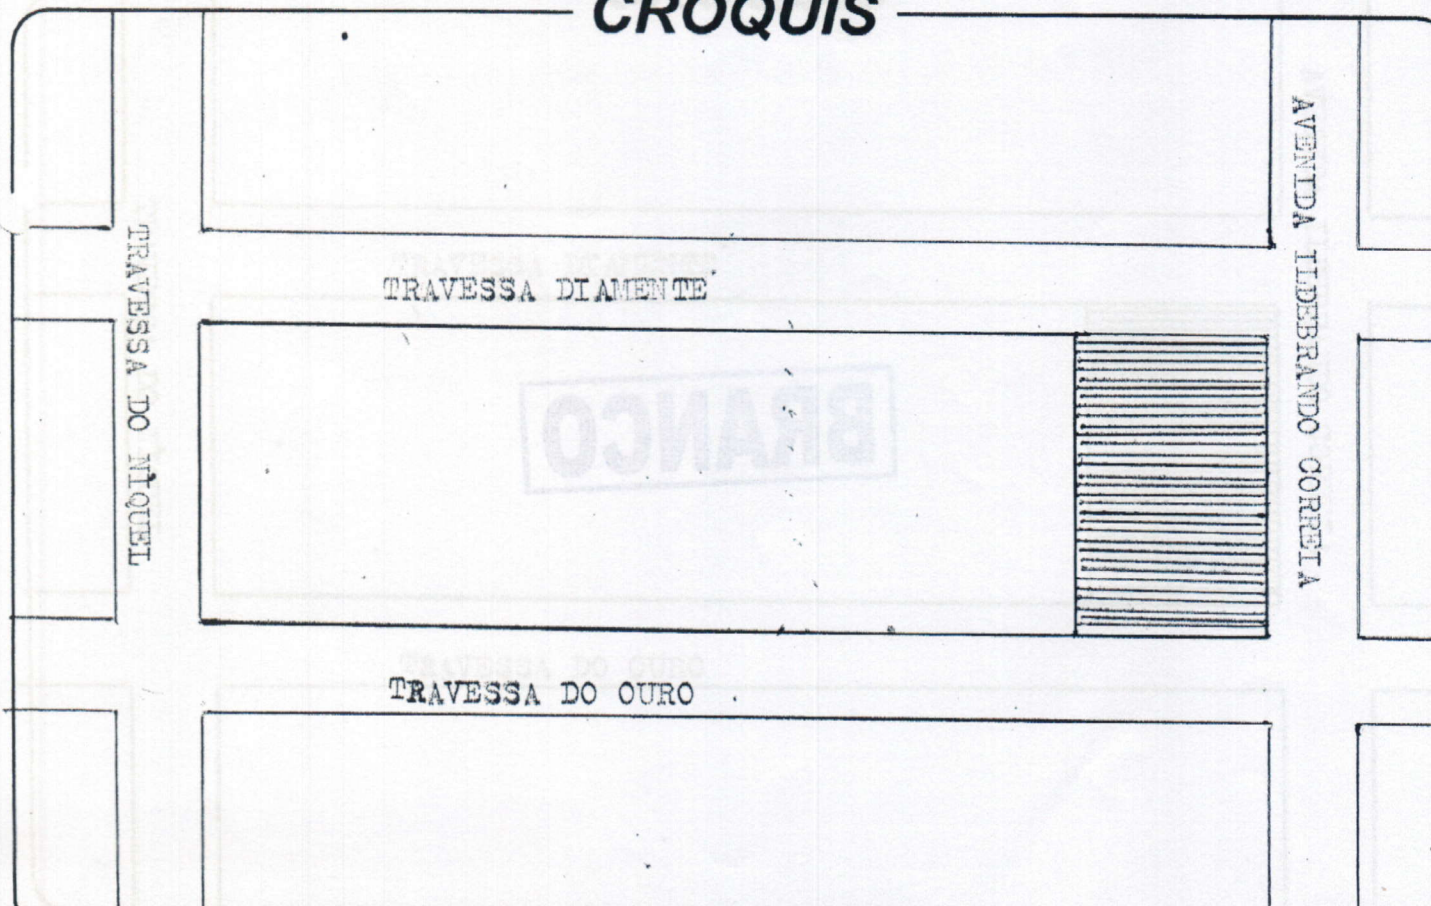 CROQUIS
AVENIDA ILDEBRANDO CORREIA
TRAVESSA DO NIQUEL
TRAVESSA DIAMENTE
BRANCO
TRAVESSA DO OURO